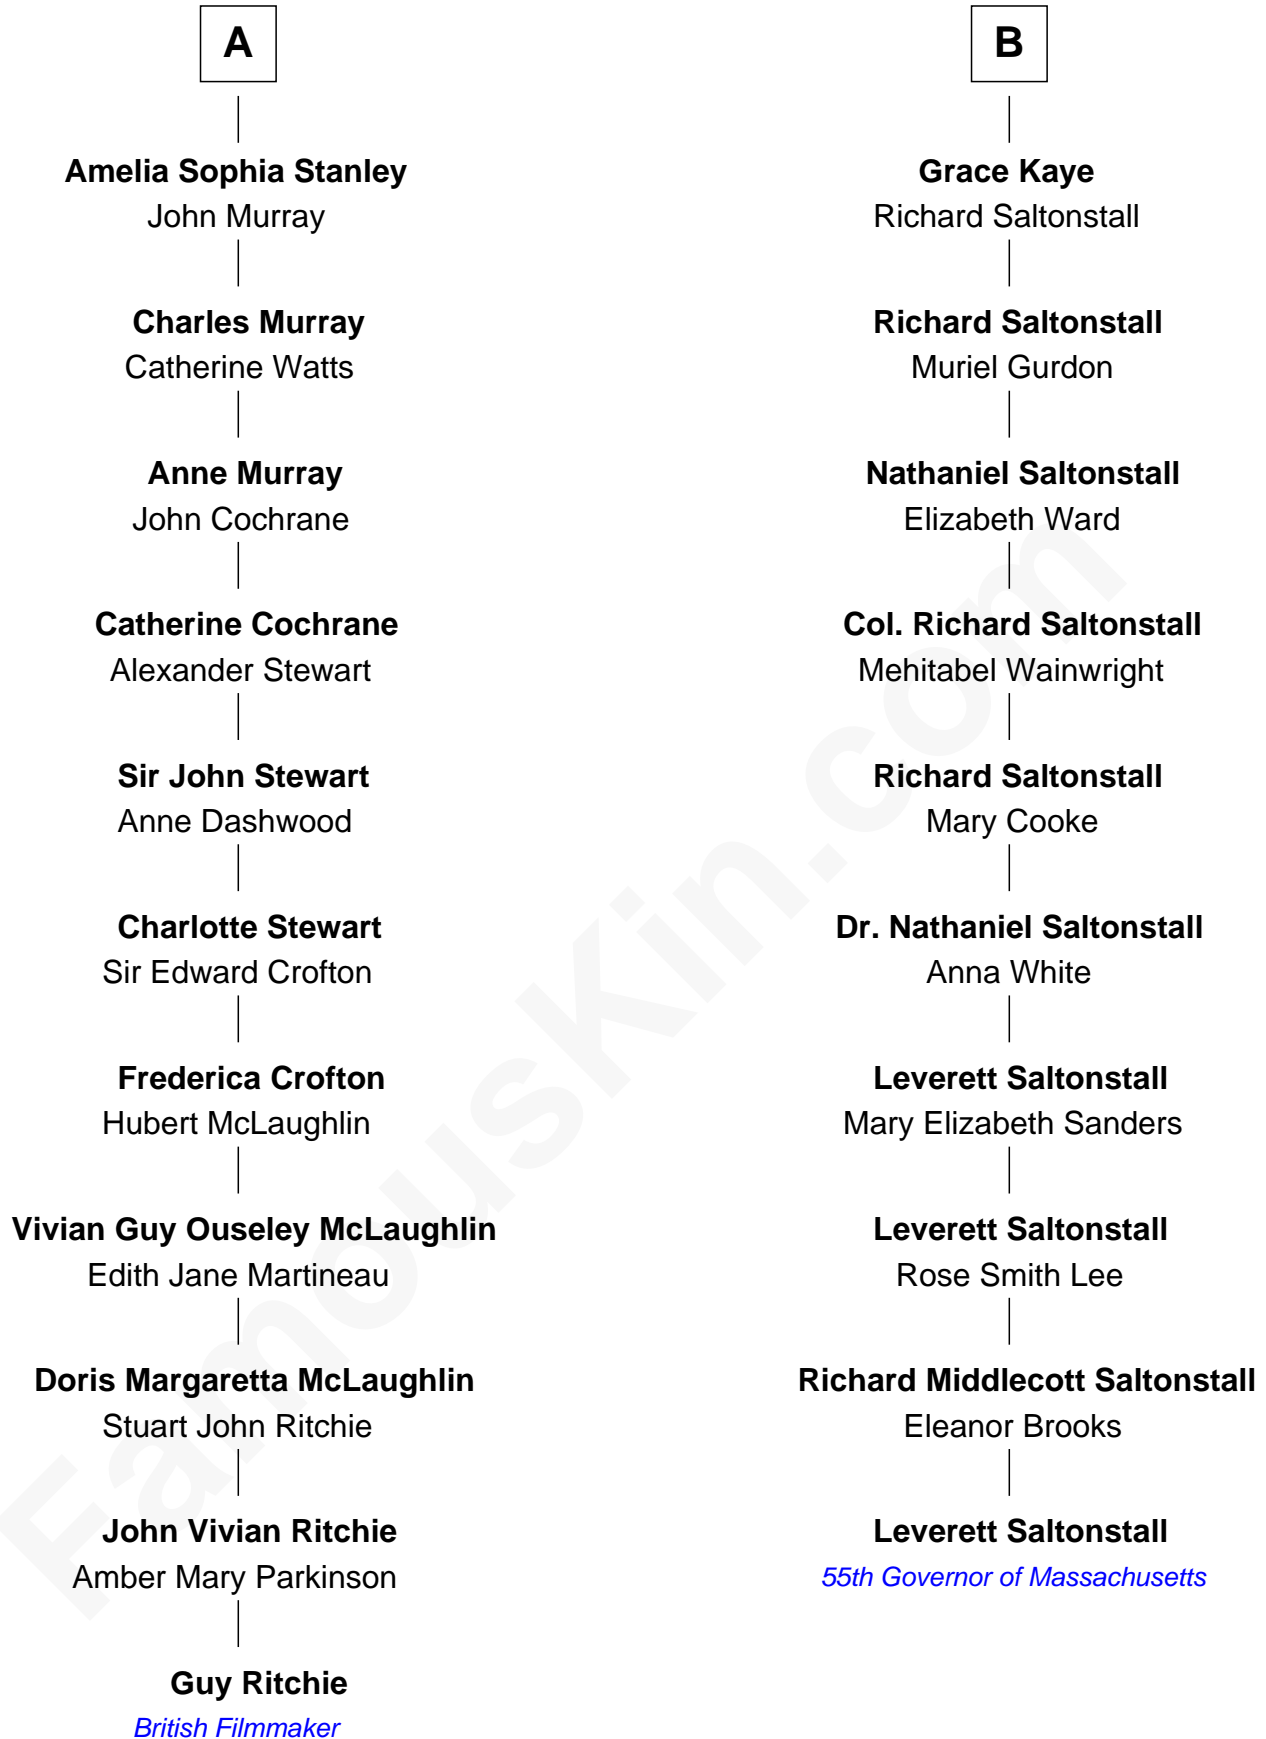 A
Amelia Sophia Stanley
John Murray
Charles Murray
Catherine Watts
Anne Murray
John Cochrane
Catherine Cochrane
Alexander Stewart
Sir John Stewart
Anne Dashwood
Charlotte Stewart
Sir Edward Crofton
Frederica Crofton
Hubert McLaughlin
Vivian Guy Ouseley McLaughlin
Edith Jane Martineau
Doris Margaretta McLaughlin
Stuart John Ritchie
John Vivian Ritchie
Amber Mary Parkinson
Guy Ritchie
British Filmmaker
B
Grace Kaye
Richard Saltonstall
Richard Saltonstall
Muriel Gurdon
Nathaniel Saltonstall
Elizabeth Ward
Col. Richard Saltonstall
Mehitabel Wainwright
Richard Saltonstall
Mary Cooke
Dr. Nathaniel Saltonstall
Anna White
Leverett Saltonstall
Mary Elizabeth Sanders
Leverett Saltonstall
Rose Smith Lee
Richard Middlecott Saltonstall
Eleanor Brooks
Leverett Saltonstall
55th Governor of Massachusetts
FamousKin.com